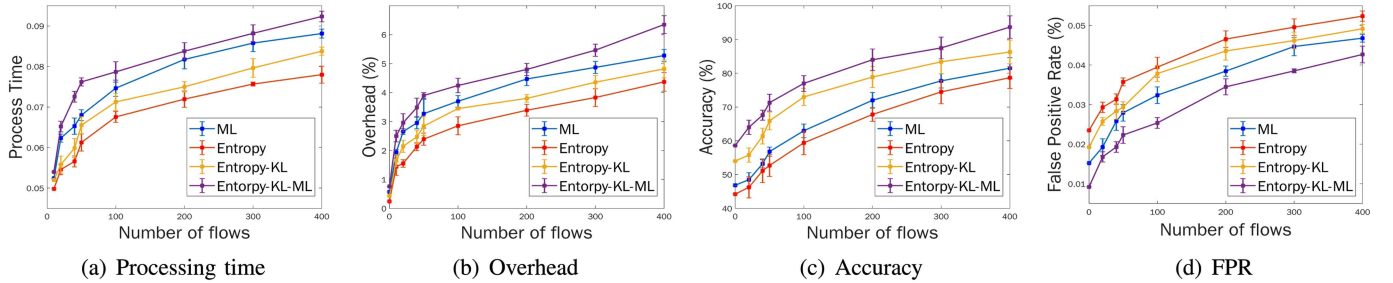 Process Time
0.09
0.08
0.07
0.06
0.05
0
100
200
300
400
ML
Entropy
Entropy-KL
Entorpy-KL-ML
Number of flows
(a) Processing time
Overhead (%)
6
5
4
3
2
1
0
0
100
200
300
400
ML
Entropy
Entropy-KL
Entorpy-KL-ML
Number of flows
(b) Overhead
Accuracy (%)
100
90
80
70
60
50
40
0
100
200
300
400
ML
Entropy
Entropy-KL
Entorpy-KL-ML
Number of flows
(c) Accuracy
False Positive Rate (%)
0.05
0.04
0.03
0.02
0.01
0
100
200
300
400
ML
Entropy
Entropy-KL
Entorpy-KL-ML
Number of flows
(d) FPR